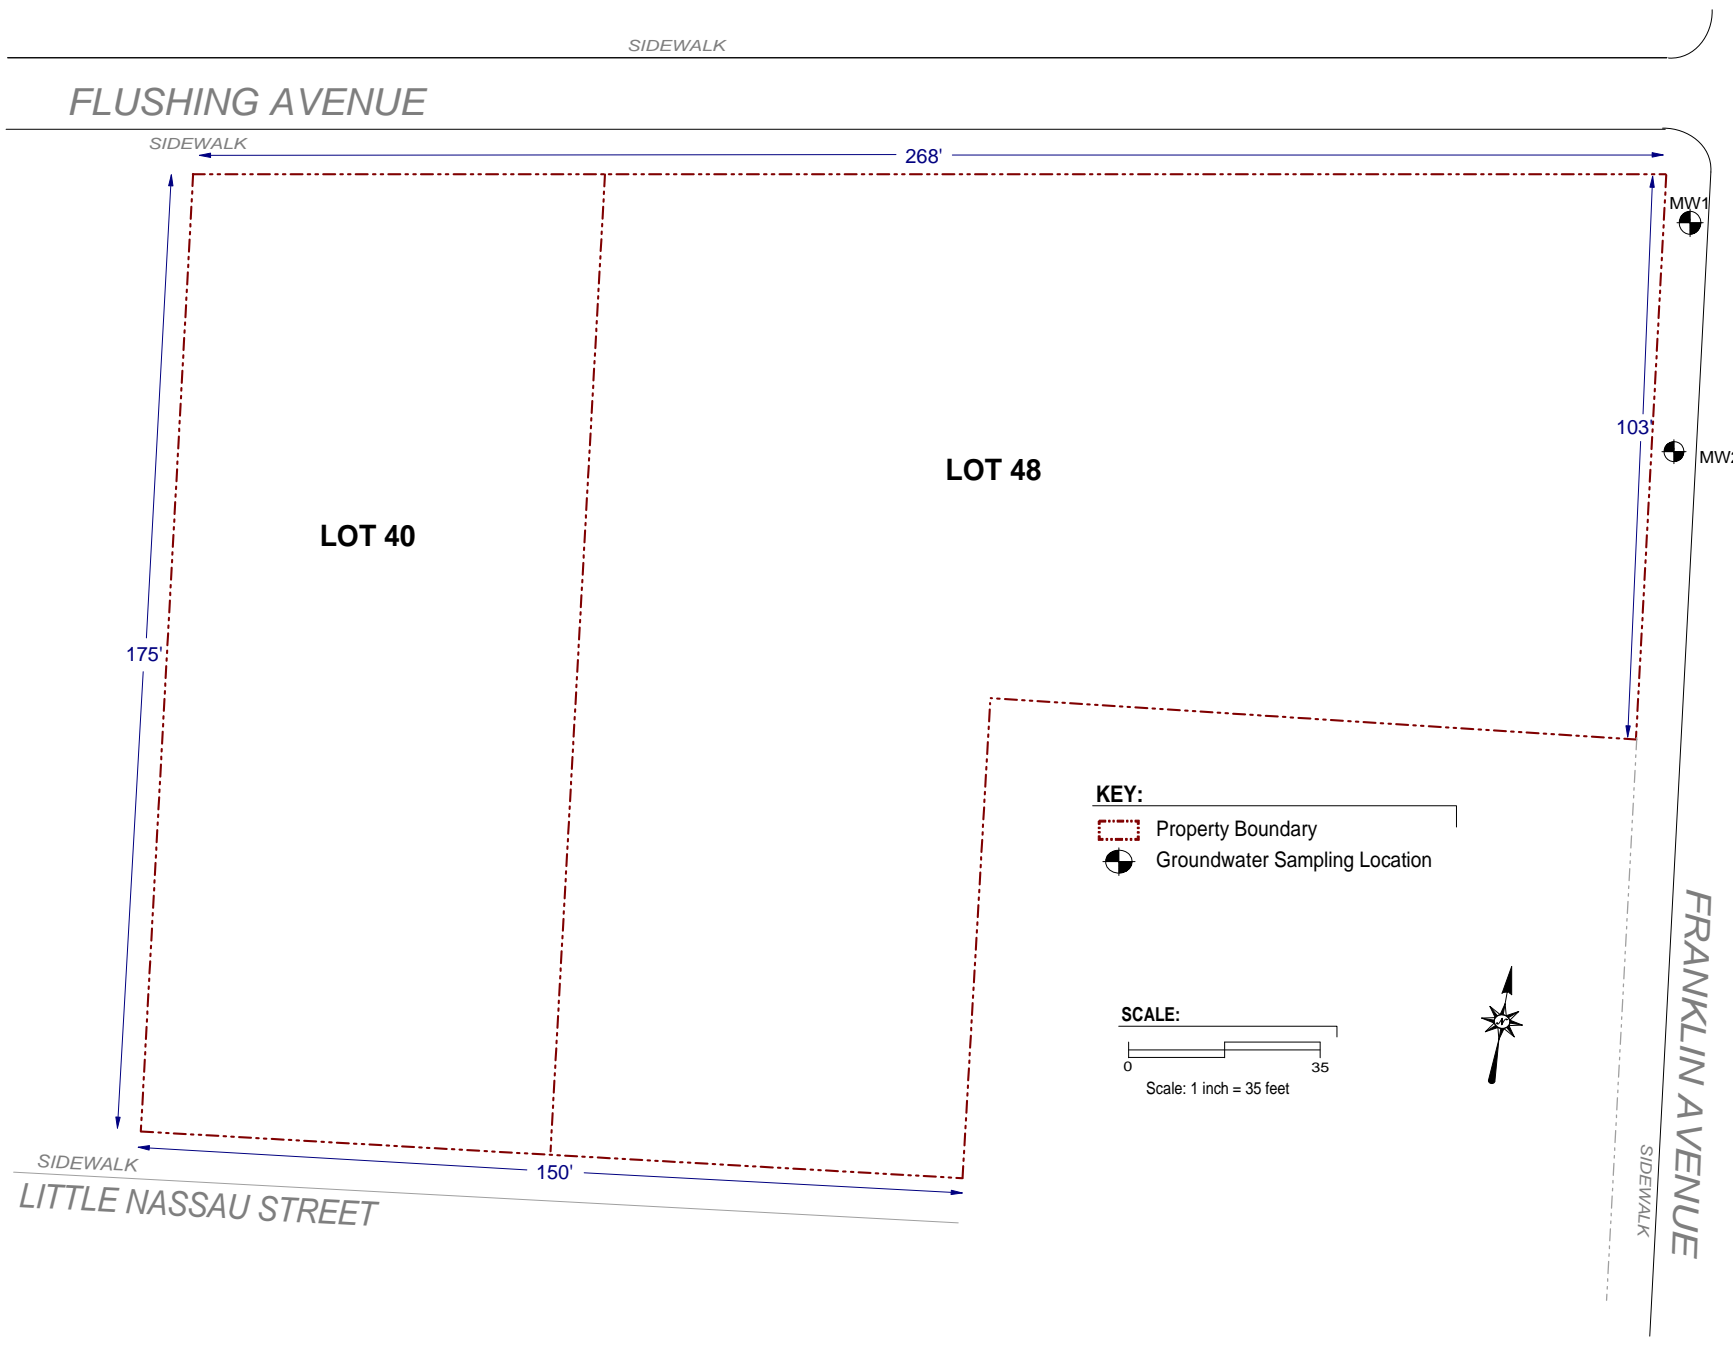 SIDEWALK
FLUSHING AVENUE
SIDEWALK
268'
MW1
103'
MW2
LOT 48
LOT 40
175'
KEY:
Property Boundary
Groundwater Sampling Location
FRANKLIN AVENUE
SIDEWALK
SCALE:
0 35
Scale: 1 inch = 35 feet
N
SIDEWALK
150'
LITTLE NASSAU STREET